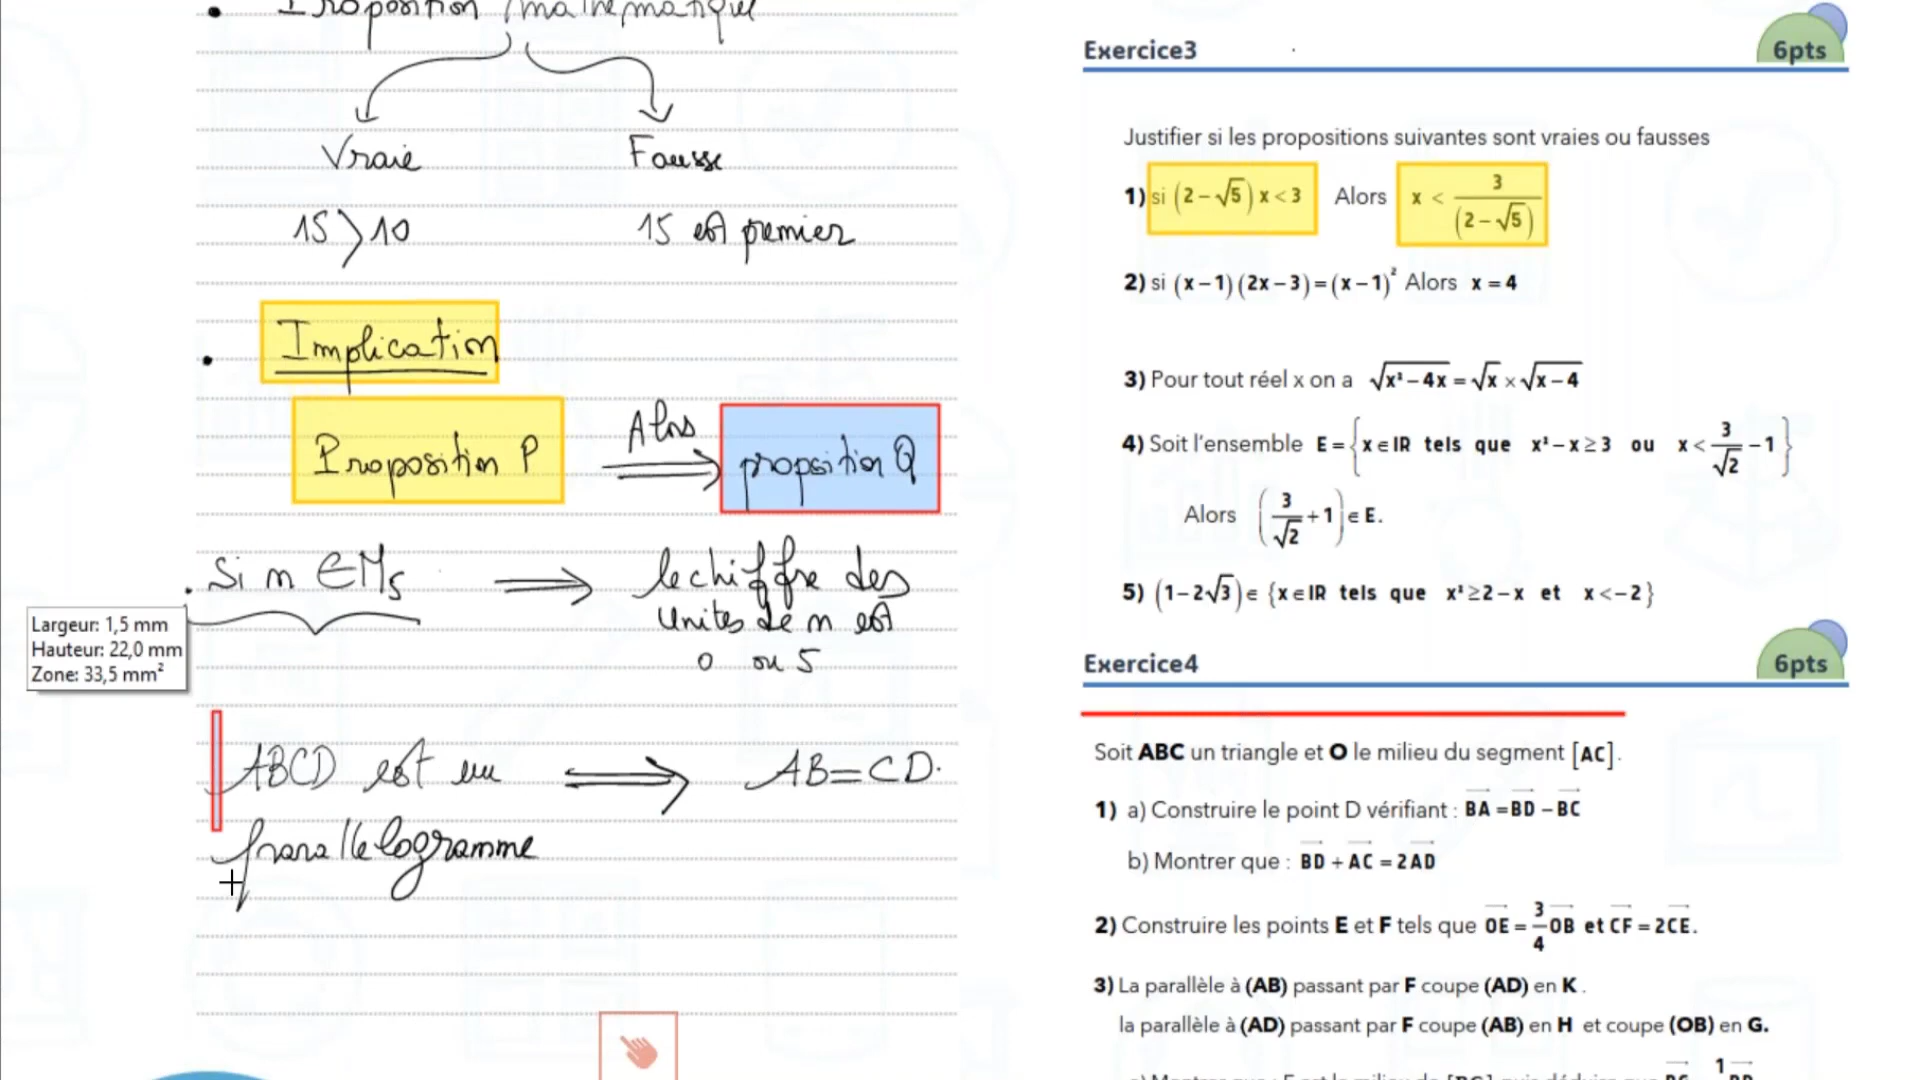 Proposition mathématique
Vraie Fausse
15 > 10 15 est premier
Implication
Proposition P Alors ⟹ proposition Q
Si n ∈ M₅ ⟹ le chiffre des
unités de n est
0 ou 5
Largeur: 1,5 mm
Hauteur: 22,0 mm
Zone: 33,5 mm²
ABCD est un ⟹ AB = CD.
parallélogramme
Exercice3 6pts
Justifier si les propositions suivantes sont vraies ou fausses
1) si (2 − √5) x < 3 Alors x < 3 / (2 − √5)
2) si (x − 1)(2x − 3) = (x − 1)² Alors x = 4
3) Pour tout réel x on a √(x² − 4x) = √x × √(x − 4)
4) Soit l'ensemble E = {x ∈ IR tels que x² − x ≥ 3 ou x < 3/√2 − 1}
Alors (3/√2 + 1) ∈ E.
5) (1 − 2√3) ∈ {x ∈ IR tels que x² ≥ 2 − x et x < −2}
Exercice4 6pts
Soit ABC un triangle et O le milieu du segment [AC].
1) a) Construire le point D vérifiant : BA = BD − BC
b) Montrer que : BD + AC = 2AD
2) Construire les points E et F tels que OE = 3/4 OB et CF = 2CE.
3) La parallèle à (AB) passant par F coupe (AD) en K .
la parallèle à (AD) passant par F coupe (AB) en H et coupe (OB) en G.